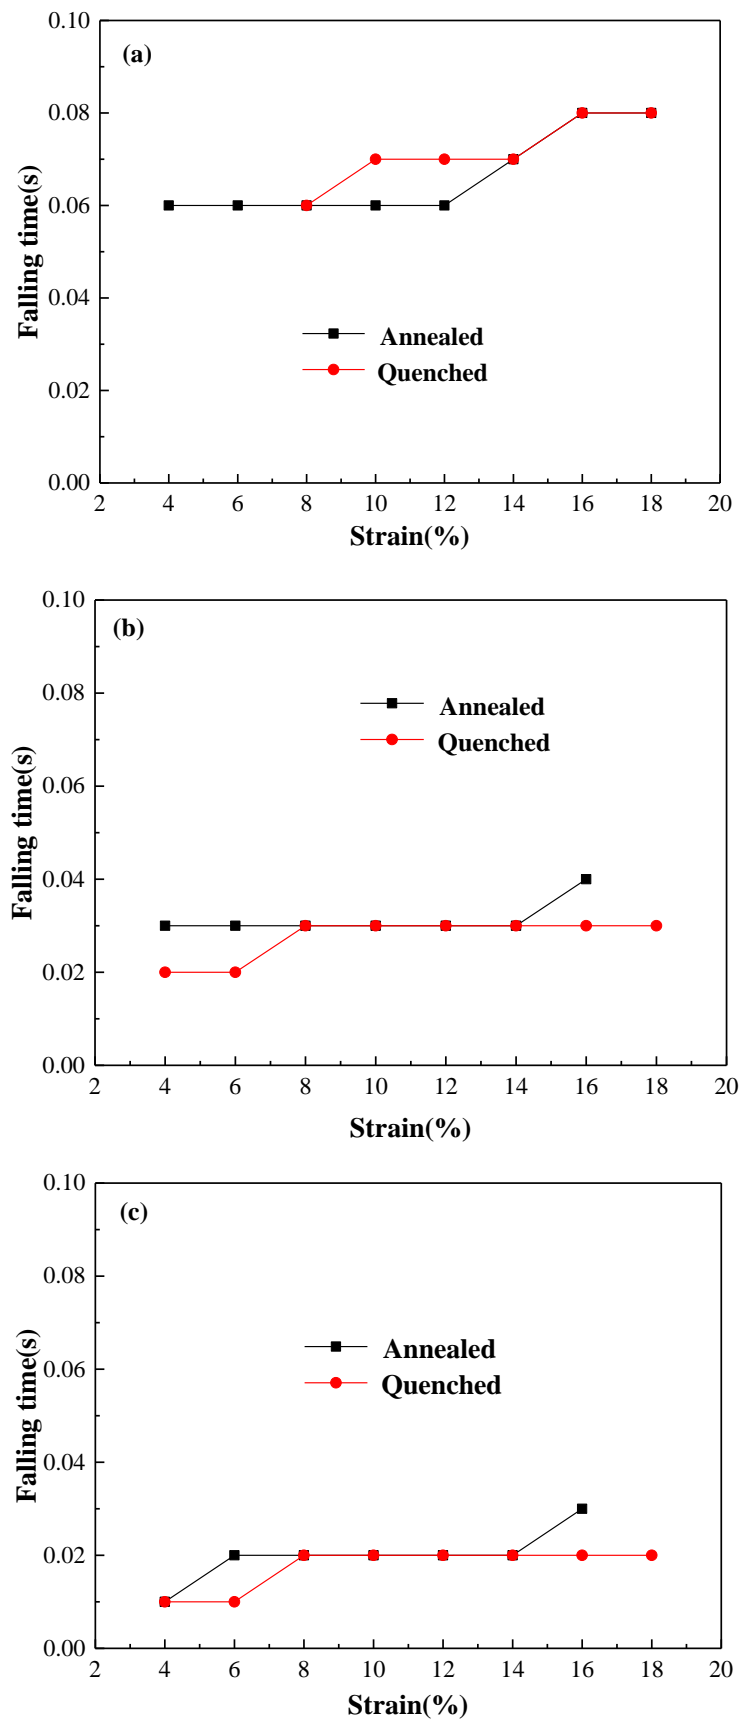 (a)
0.10
0.08
0.06
0.04
0.02
0.00
Falling time(s)
Annealed
Quenched
2 4 6 8 10 12 14 16 18 20
Strain(%)
(b)
0.10
0.08
0.06
0.04
0.02
0.00
Falling time(s)
Annealed
Quenched
2 4 6 8 10 12 14 16 18 20
Strain(%)
(c)
0.10
0.08
0.06
0.04
0.02
0.00
Falling time(s)
Annealed
Quenched
2 4 6 8 10 12 14 16 18 20
Strain(%)